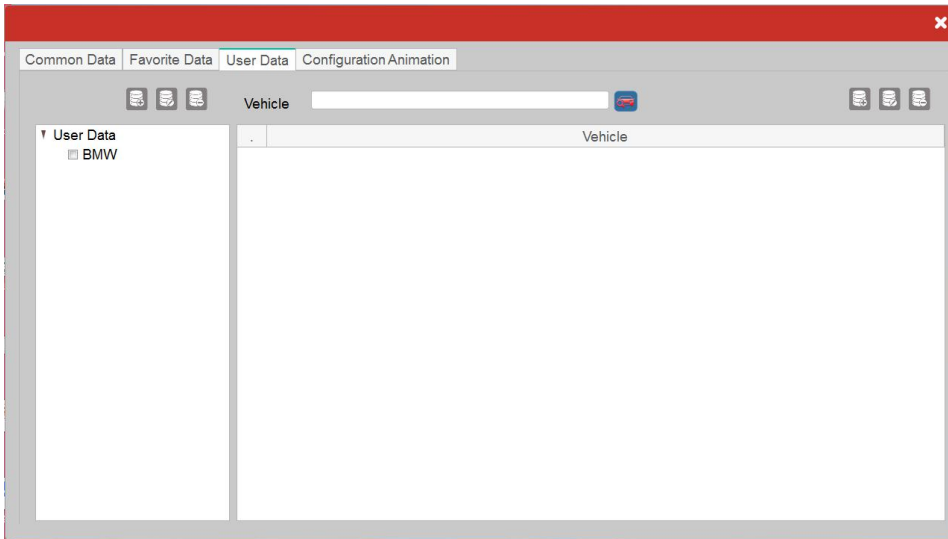 Common Data Favorite Data User Data Configuration Animation
Vehicle
User Data
BMW
. Vehicle